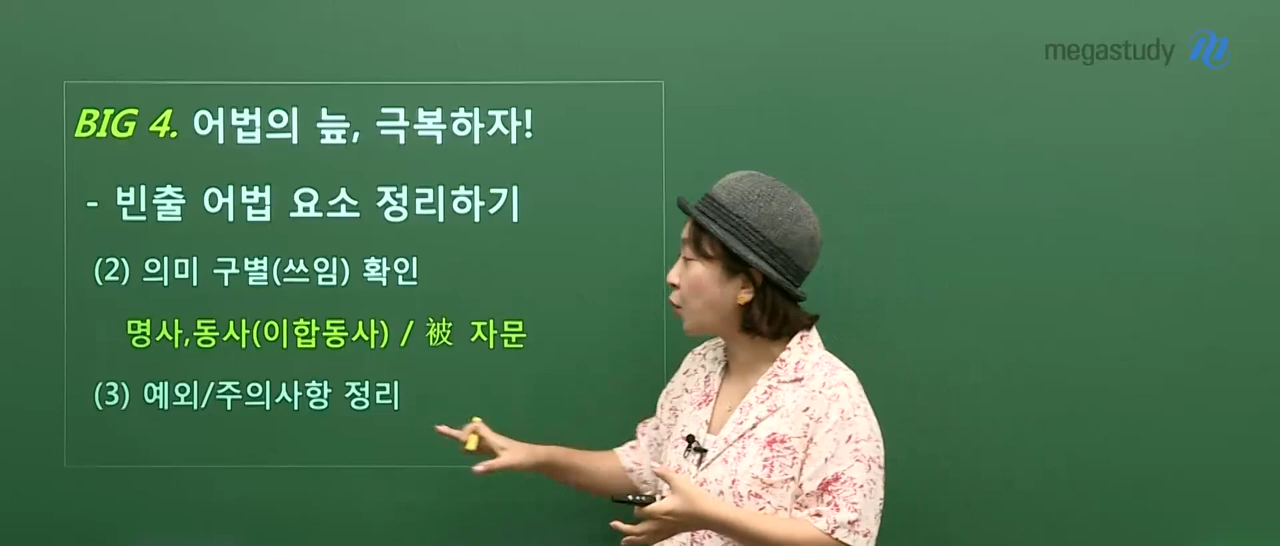 megastudy
BIG 4. 어법의 늪, 극복하자!
- 빈출 어법 요소 정리하기
(2) 의미 구별(쓰임) 확인
명사,동사(이합동사) / 被 자문
(3) 예외/주의사항 정리